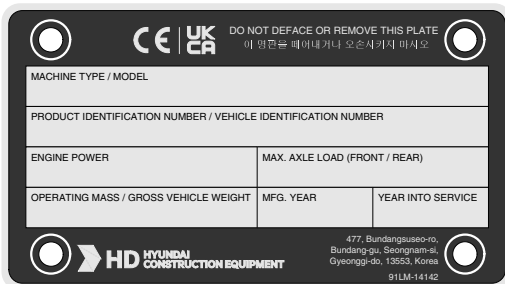 CE UK
CA
DO NOT DEFACE OR REMOVE THIS PLATE
이 명판을 떼어내거나 오손시키지 마시오
MACHINE TYPE / MODEL
PRODUCT IDENTIFICATION NUMBER / VEHICLE IDENTIFICATION NUMBER
ENGINE POWER
MAX. AXLE LOAD (FRONT / REAR)
OPERATING MASS / GROSS VEHICLE WEIGHT
MFG. YEAR
YEAR INTO SERVICE
HD HYUNDAI
CONSTRUCTION EQUIPMENT
477, Bundangsuseo-ro,
Bundang-gu, Seongnam-si,
Gyeonggi-do, 13553, Korea
91LM-14142